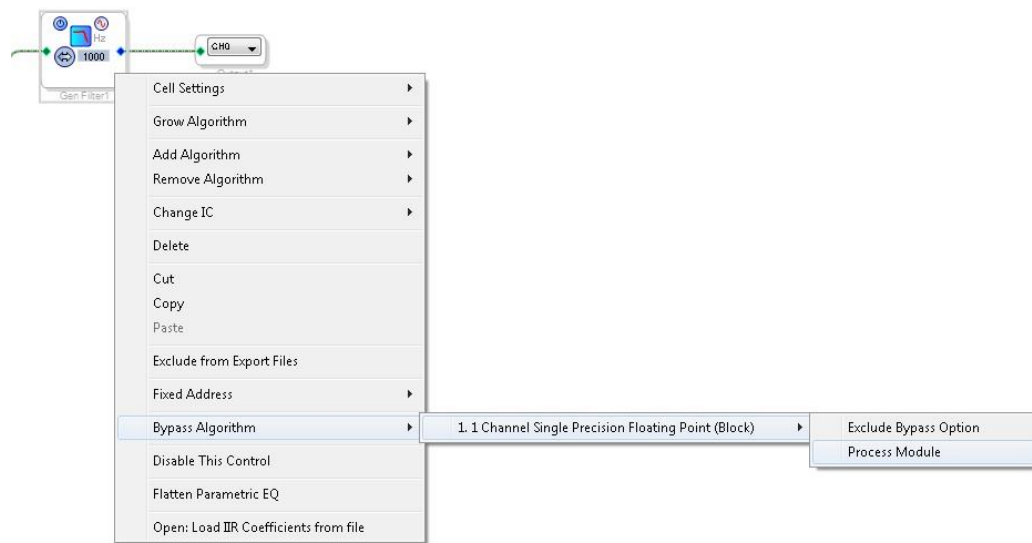 Hz
1000
Gen Filter1
CH0
Cell Settings
Grow Algorithm
Add Algorithm
Remove Algorithm
Change IC
Delete
Cut
Copy
Paste
Exclude from Export Files
Fixed Address
Bypass Algorithm
1. 1 Channel Single Precision Floating Point (Block)
Exclude Bypass Option
Process Module
Disable This Control
Flatten Parametric EQ
Open: Load IIR Coefficients from file